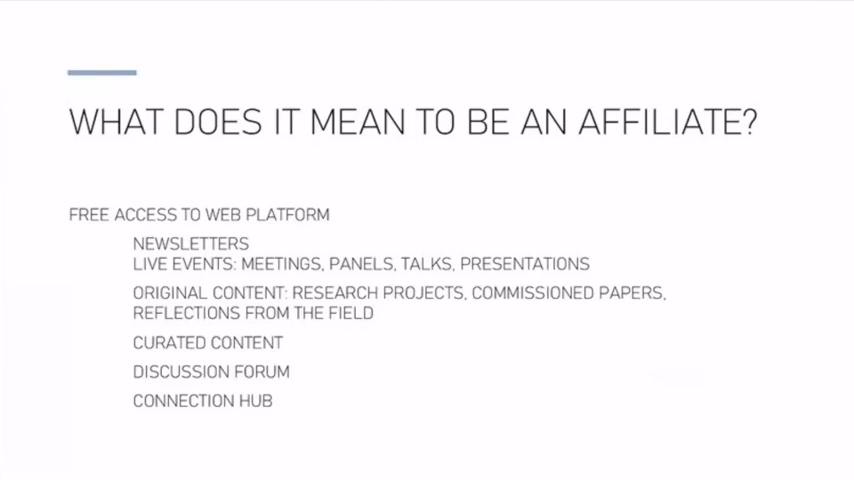 WHAT DOES IT MEAN TO BE AN AFFILIATE?
FREE ACCESS TO WEB PLATFORM
NEWSLETTERS
LIVE EVENTS: MEETINGS, PANELS, TALKS, PRESENTATIONS
ORIGINAL CONTENT: RESEARCH PROJECTS, COMMISSIONED PAPERS,
REFLECTIONS FROM THE FIELD
CURATED CONTENT
DISCUSSION FORUM
CONNECTION HUB